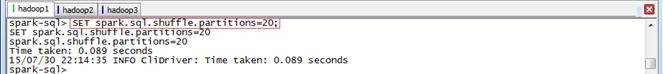 hadoop1 hadoop2 hadoop3
spark-sql> SET spark.sql.shuffle.partitions=20;
SET spark.sql.shuffle.partitions=20
spark.sql.shuffle.partitions=20
Time taken: 0.089 seconds
15/07/30 22:14:35 INFO CliDriver: Time taken: 0.089 seconds
spark-sql>